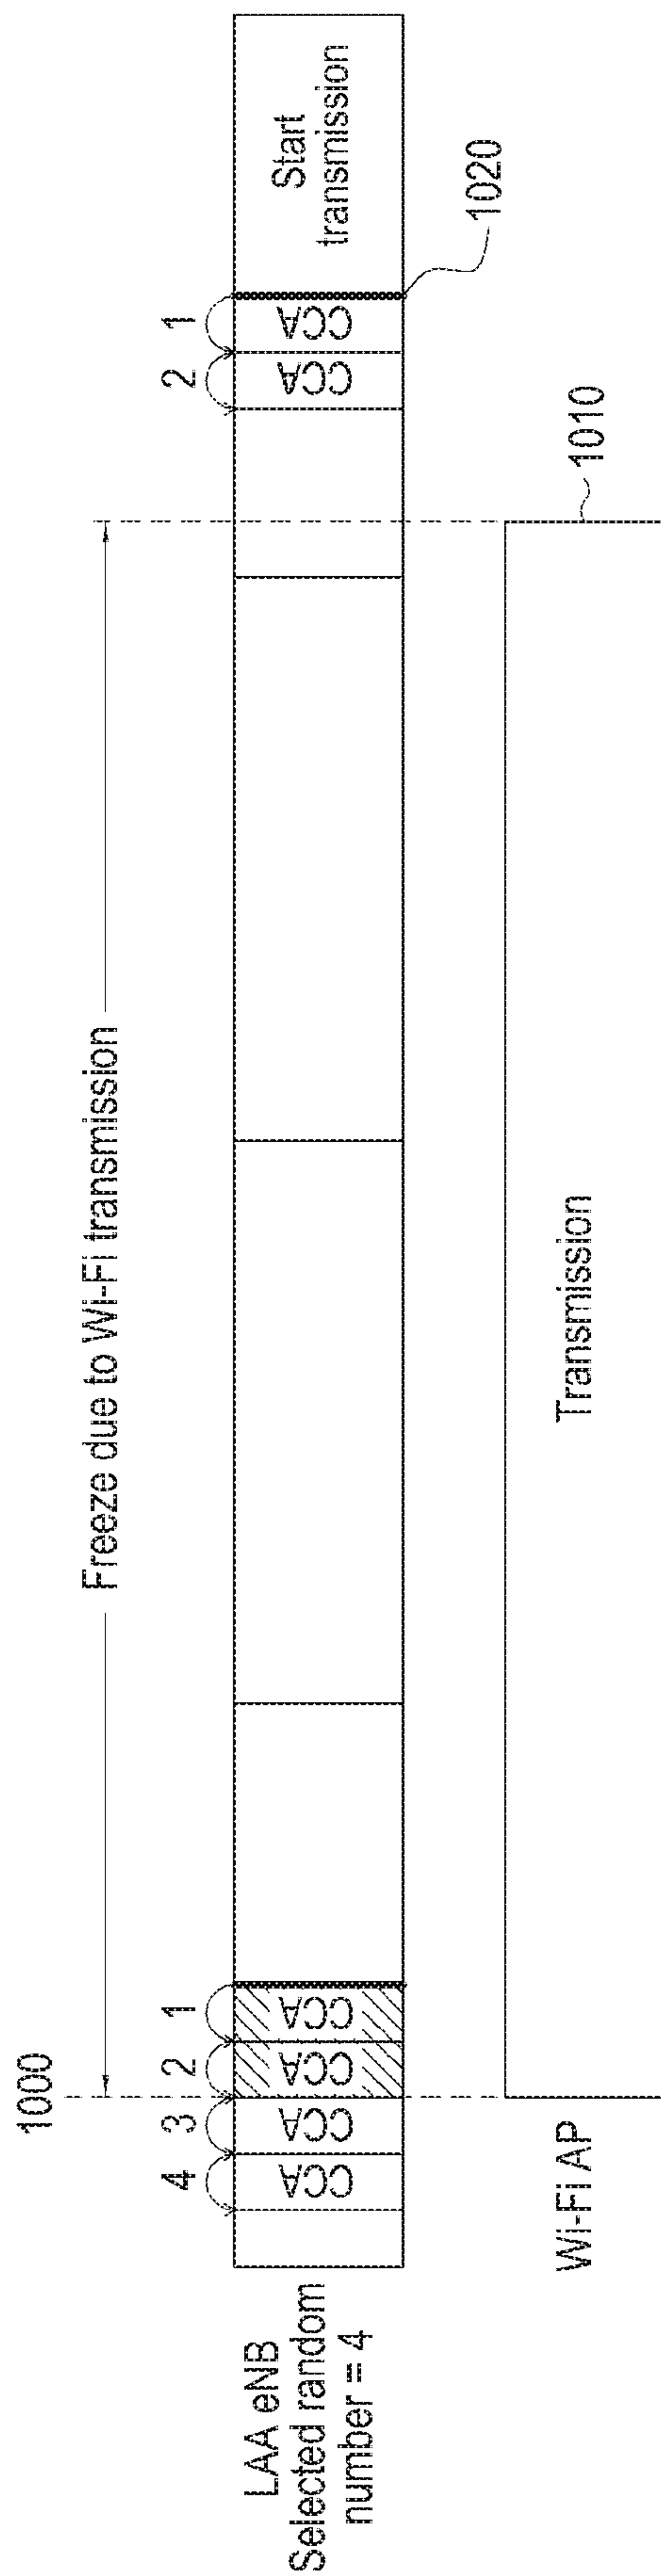 1000
Freeze due to Wi-Fi transmission
4
3
2
1
2
1
LAA eNB
Selected random
number = 4
CCA
CCA
CCA
CCA
CCA
CCA
Start
transmission
1020
1010
Wi-Fi AP
Transmission